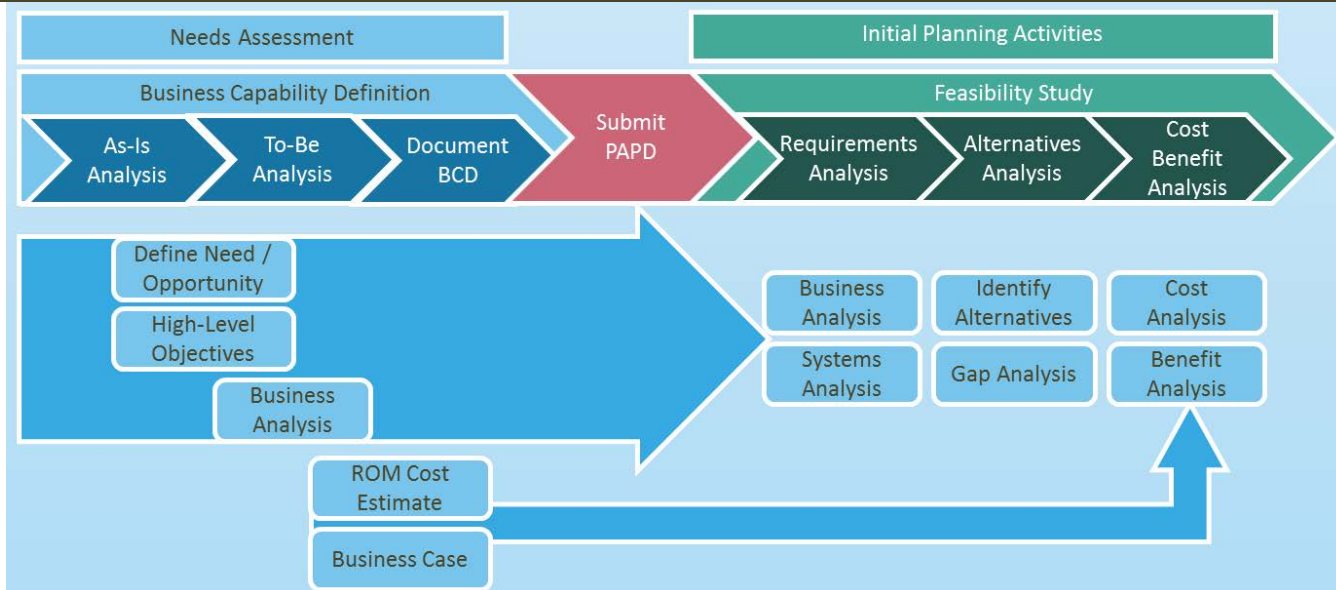 Needs Assessment
Initial Planning Activities
Business Capability Definition
Feasibility Study
As-Is
Analysis
To-Be
Analysis
Document
BCD
Submit
PAPD
Requirements
Analysis
Alternatives
Analysis
Cost
Benefit
Analysis
Define Need /
Opportunity
High-Level
Objectives
Business
Analysis
Business
Analysis
Identify
Alternatives
Cost
Analysis
Systems
Analysis
Gap Analysis
Benefit
Analysis
ROM Cost
Estimate
Business Case